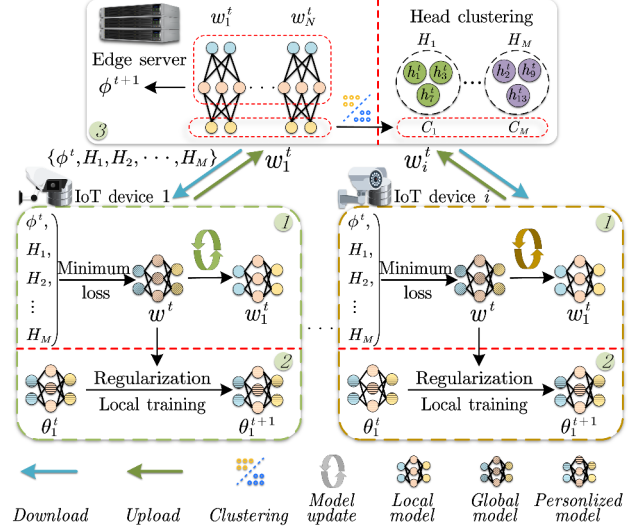 w_1^t w_N^t
Head clustering
Edge server
H_1 H_M
ϕ^{t+1}
. . .
h_1^t h_3^t h_7^t
...
h_2^t h_9^t h_{13}^t
3
C_1 C_M
{ϕ^t, H_1, H_2, · · · , H_M}
w_1^t
w_i^t
IoT device 1
IoT device i
1
ϕ^t,
H_1,
H_2,
⋮
H_M
Minimum
loss
w^t
w_1^t
2
θ_1^t
Regularization
Local training
θ_1^{t+1}
. . .
1
ϕ^t,
H_1,
H_2,
⋮
H_M
Minimum
loss
w^t
w_1^t
2
θ_1^t
Regularization
Local training
θ_1^{t+1}
Download
Upload
Clustering
Model
update
Local
model
Global
model
Personlized
model